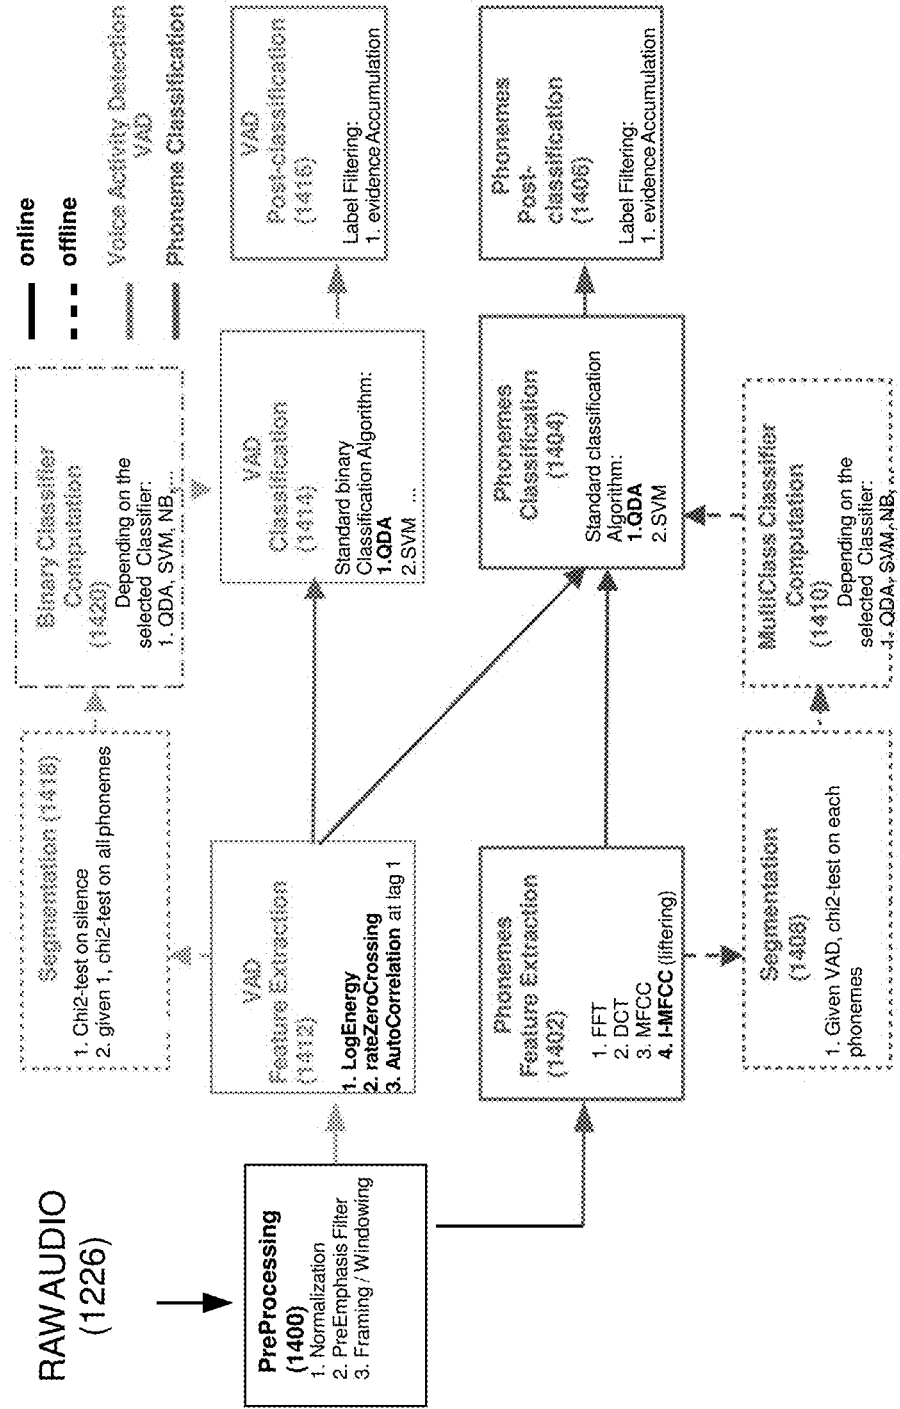 RAWAUDIO
(1226)
PreProcessing
(1400)
1. Normalization
2. PreEmphasis Filter
3. Framing / Windowing
Segmentation (1418)
1. Chi2-test on silence
2. given 1, chi2-test on all phonemes
VAD
Feature Extraction
(1412)
1. LogEnergy
2. rateZeroCrossing
3. AutoCorrelation at lag 1
Phonemes
Feature Extraction
(1402)
1. FFT
2. DCT
3. MFCC
4. I-MFCC (liftering)
Segmentation
(1408)
1. Given VAD, chi2-test on each
phonemes
Binary Classifier
Computation
(1420)
Depending on the
selected Classifier:
1. QDA, SVM, NB, ...
VAD
Classification
(1414)
Standard binary
Classification Algorithm:
1.QDA
2.SVM ...
Phonemes
Classification
(1404)
Standard classification
Algorithm:
1.QDA
2.SVM
MultiClass Classifier
Computation
(1410)
Depending on the
selected Classifier:
1. QDA, SVM, NB, ...
online
offline
Voice Activity Detection
VAD
Phoneme Classification
VAD
Post-classification
(1416)
Label Filtering:
1. evidence Accumulation
Phonemes
Post-
classification
(1406)
Label Filtering:
1. evidence Accumulation